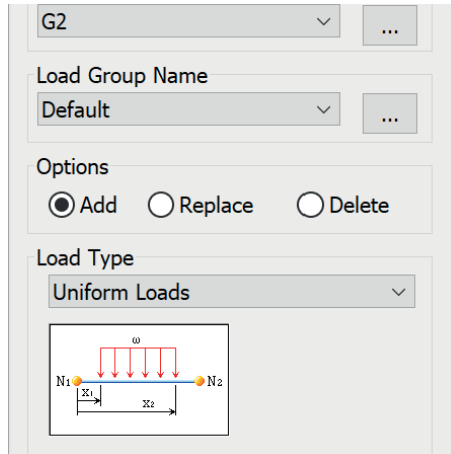 G2
...
Load Group Name
Default
...
Options
Add Replace Delete
Load Type
Uniform Loads
ω
N1 N2
X1
X2